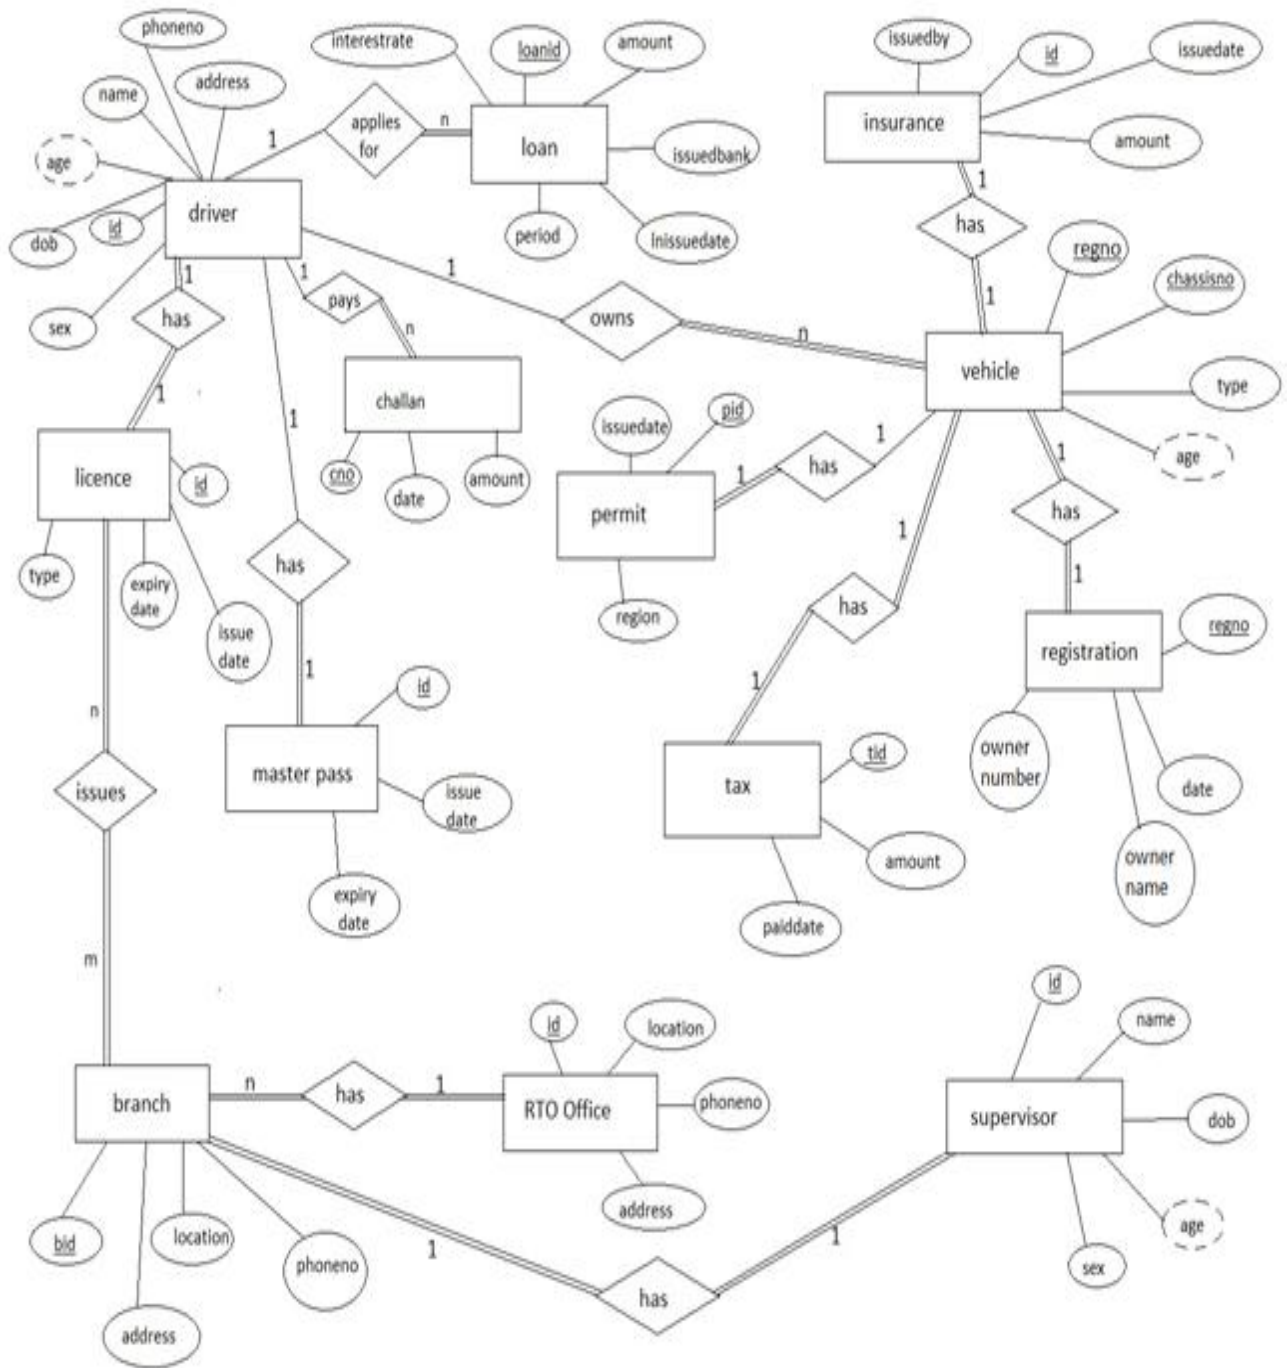 phoneno
interestrate
loanid
amount
issuedby
id
issuedate
name
address
applies
for
n
1
loan
insurance
age
issuedbank
amount
driver
dob
id
period
lnissuedate
1
has
regno
1
1
1
pays
owns
1
chassisno
sex
has
n
n
vehicle
type
1
challan
issuedate
pid
1
1
age
licence
id
cno
date
amount
1
has
1
has
permit
type
expiry
date
has
1
1
issue
date
region
has
registration
regno
1
id
1
n
owner
number
date
issues
master pass
issue
date
tax
tid
amount
owner
name
expiry
date
paiddate
m
id
name
id
location
n
has
1
branch
RTO Office
phoneno
supervisor
dob
address
bid
location
phoneno
1
1
age
sex
has
address